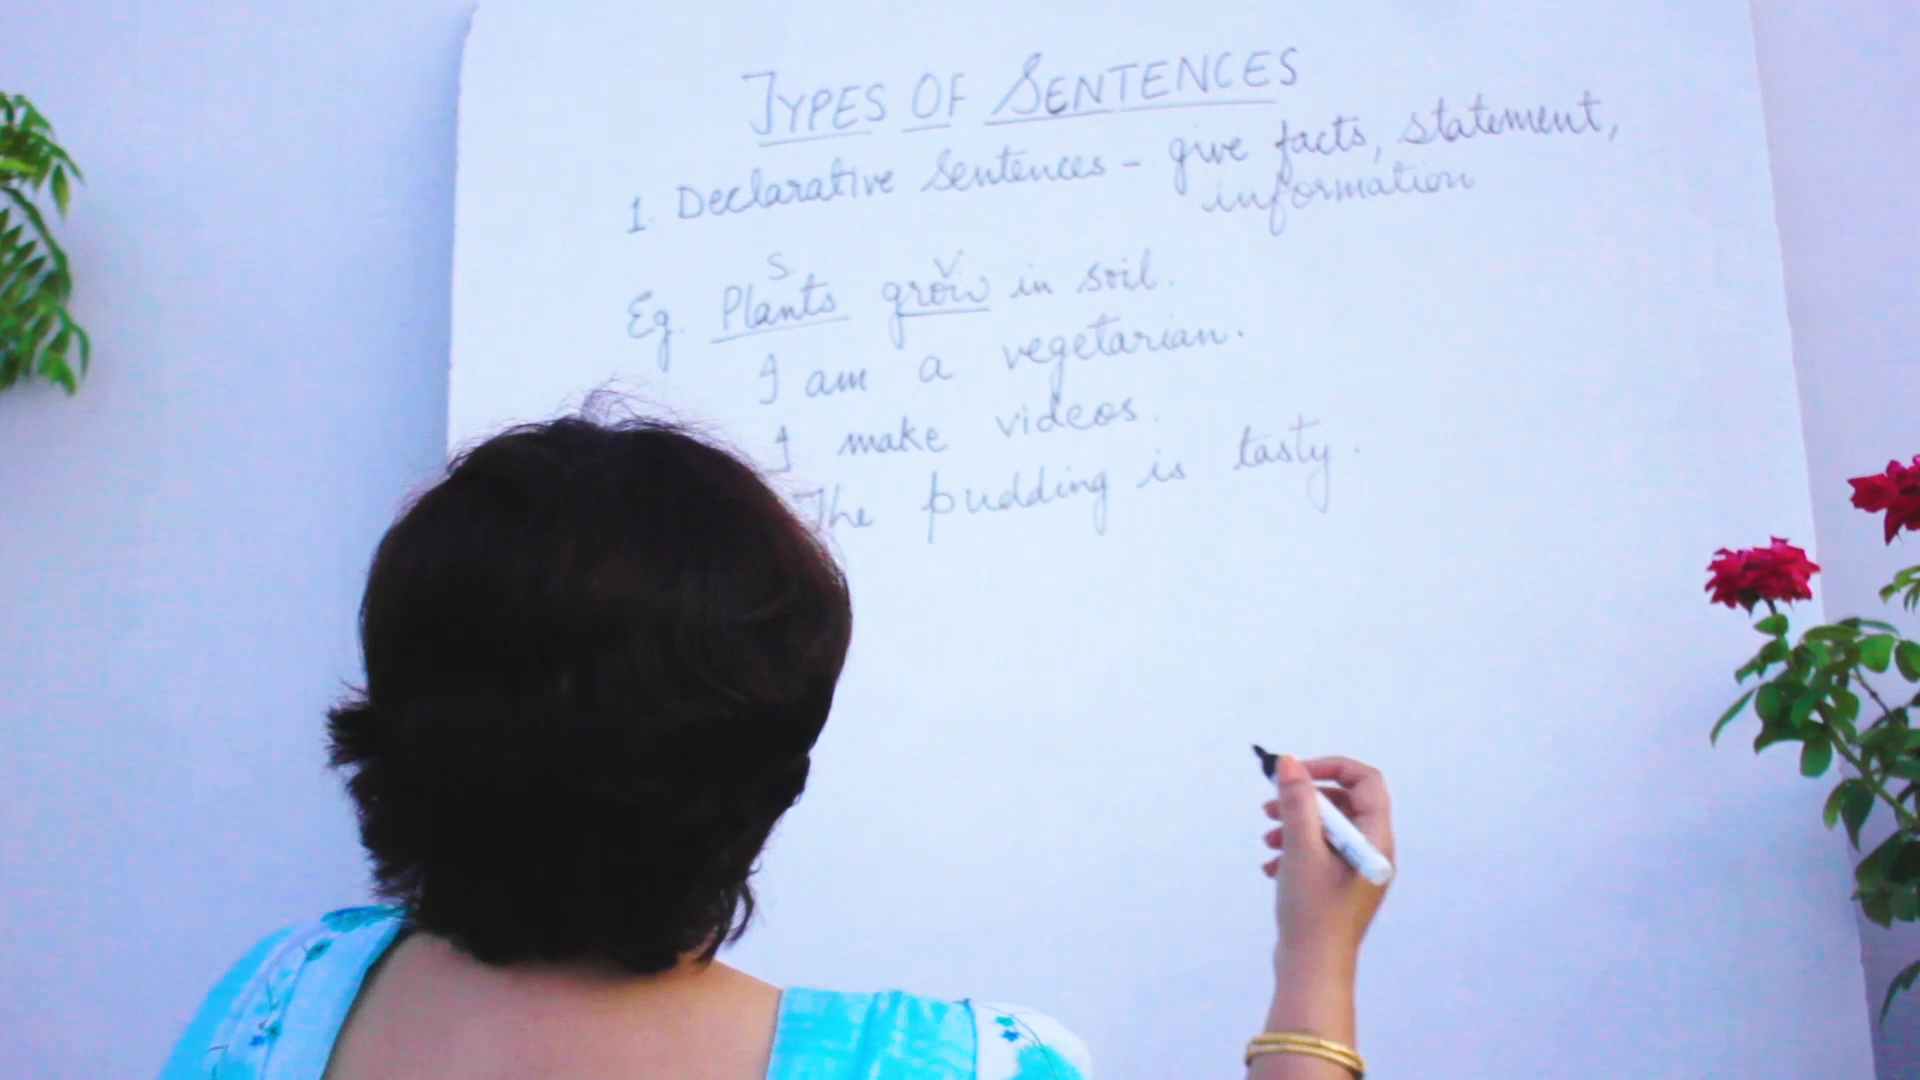 TYPES OF SENTENCES
1. Declarative Sentences - give facts, statement,
information
S. V
Eg. Plants grow in soil.
I am a vegetarian.
I make videos.
The pudding is tasty.